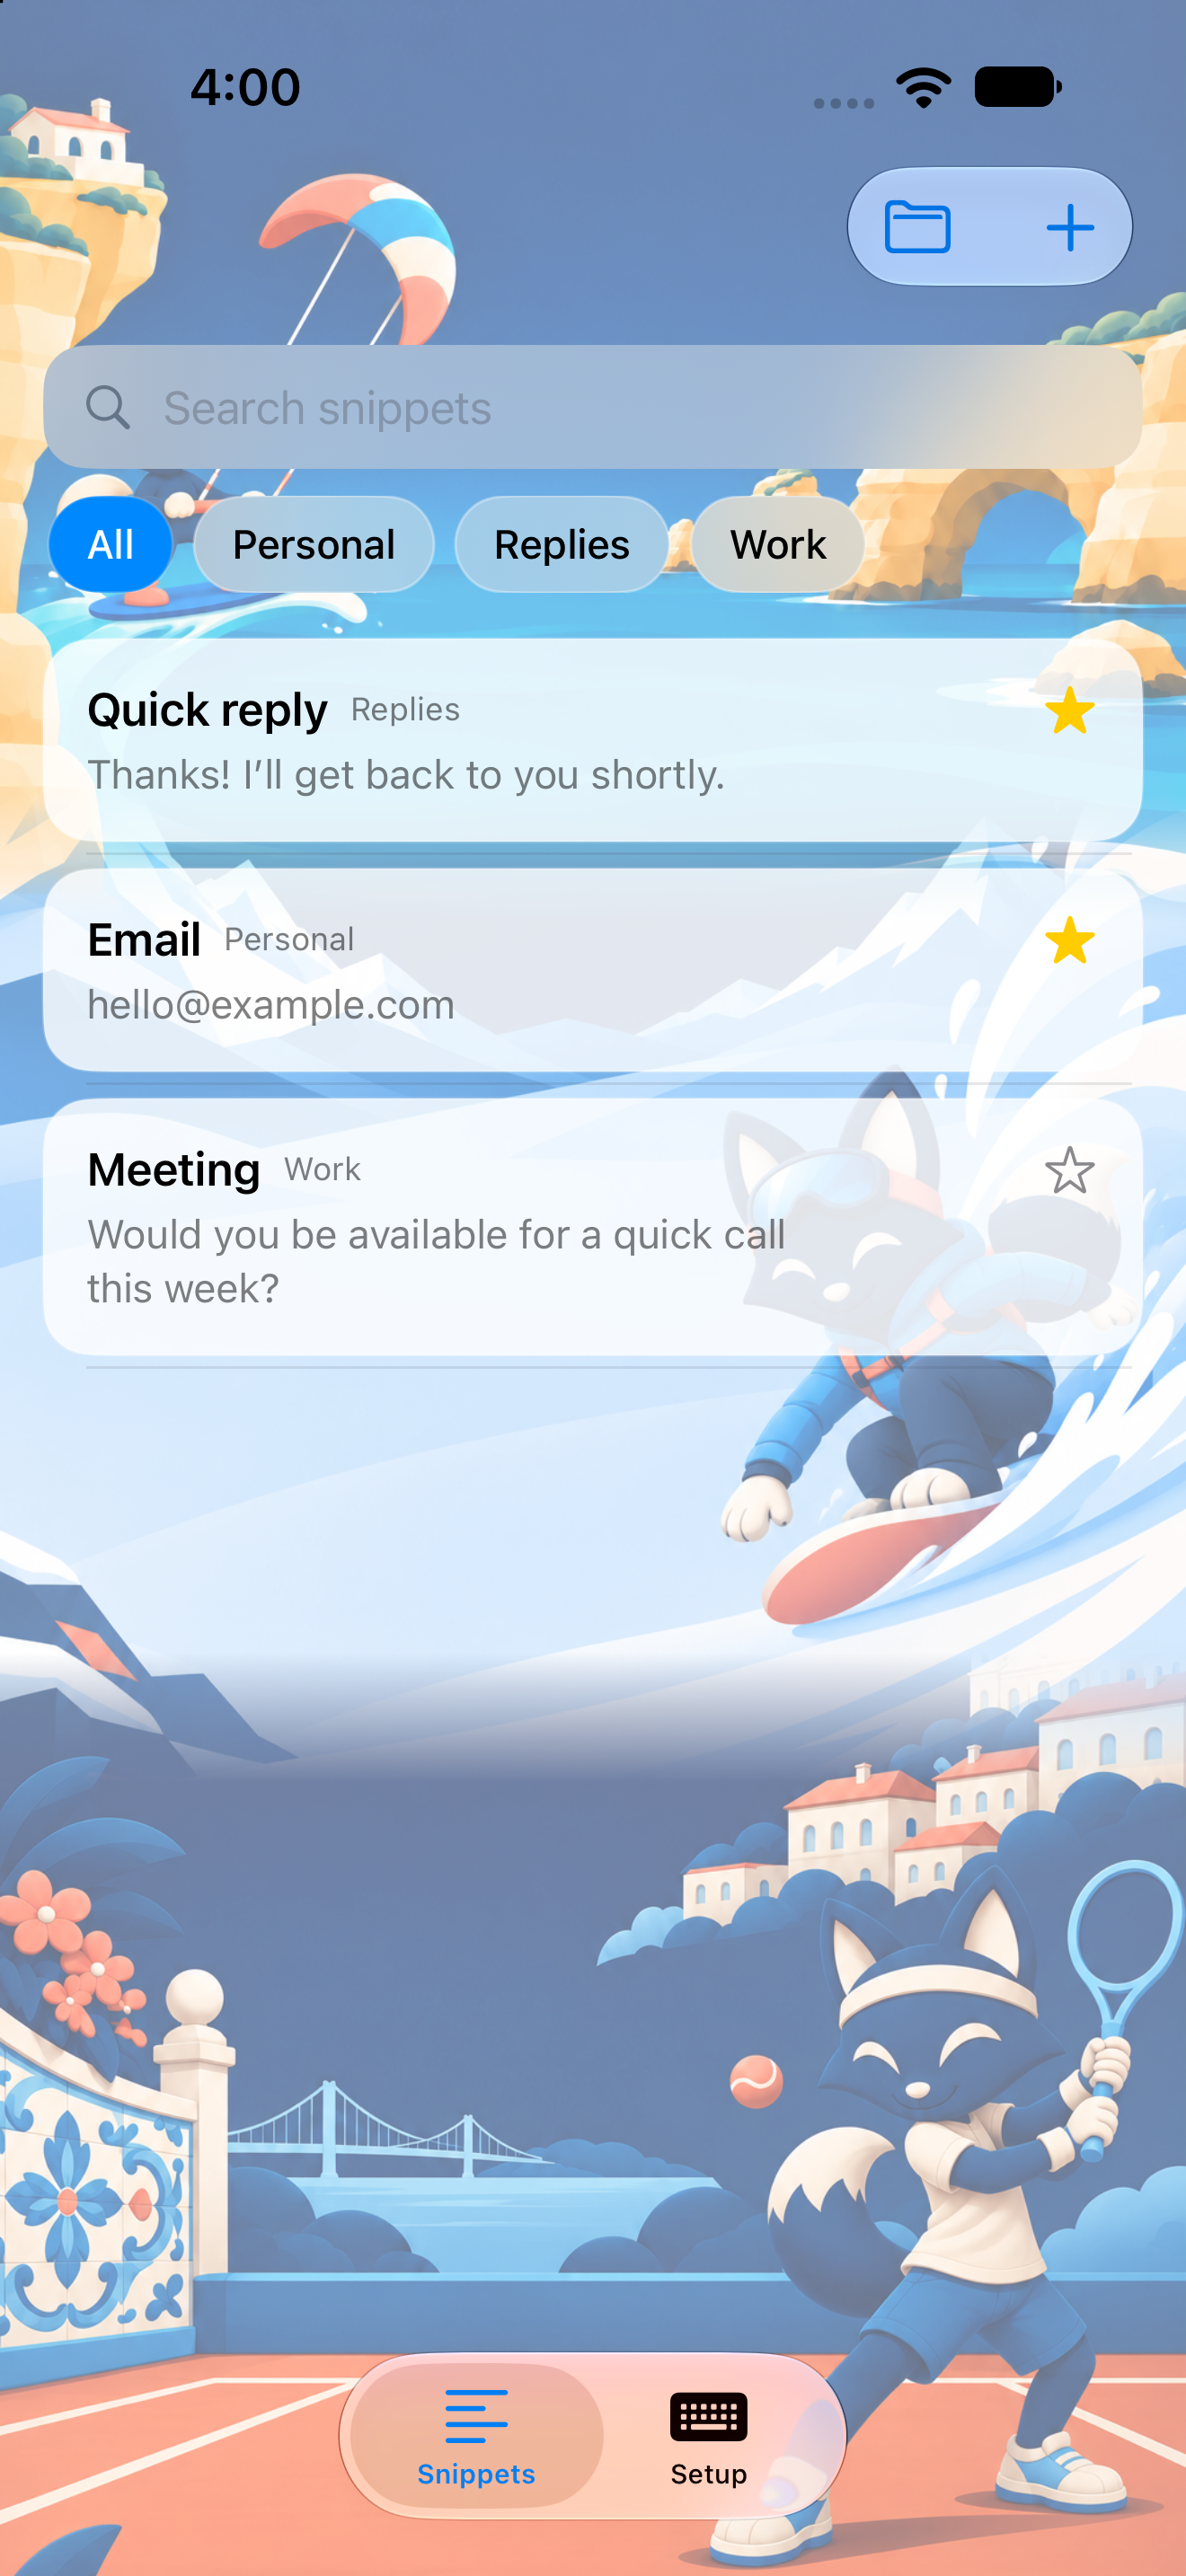 4:00
Search snippets
All Personal Replies Work
Quick reply Replies
Thanks! I’ll get back to you shortly.
Email Personal
hello@example.com
Meeting Work
Would you be available for a quick call
this week?
Snippets Setup